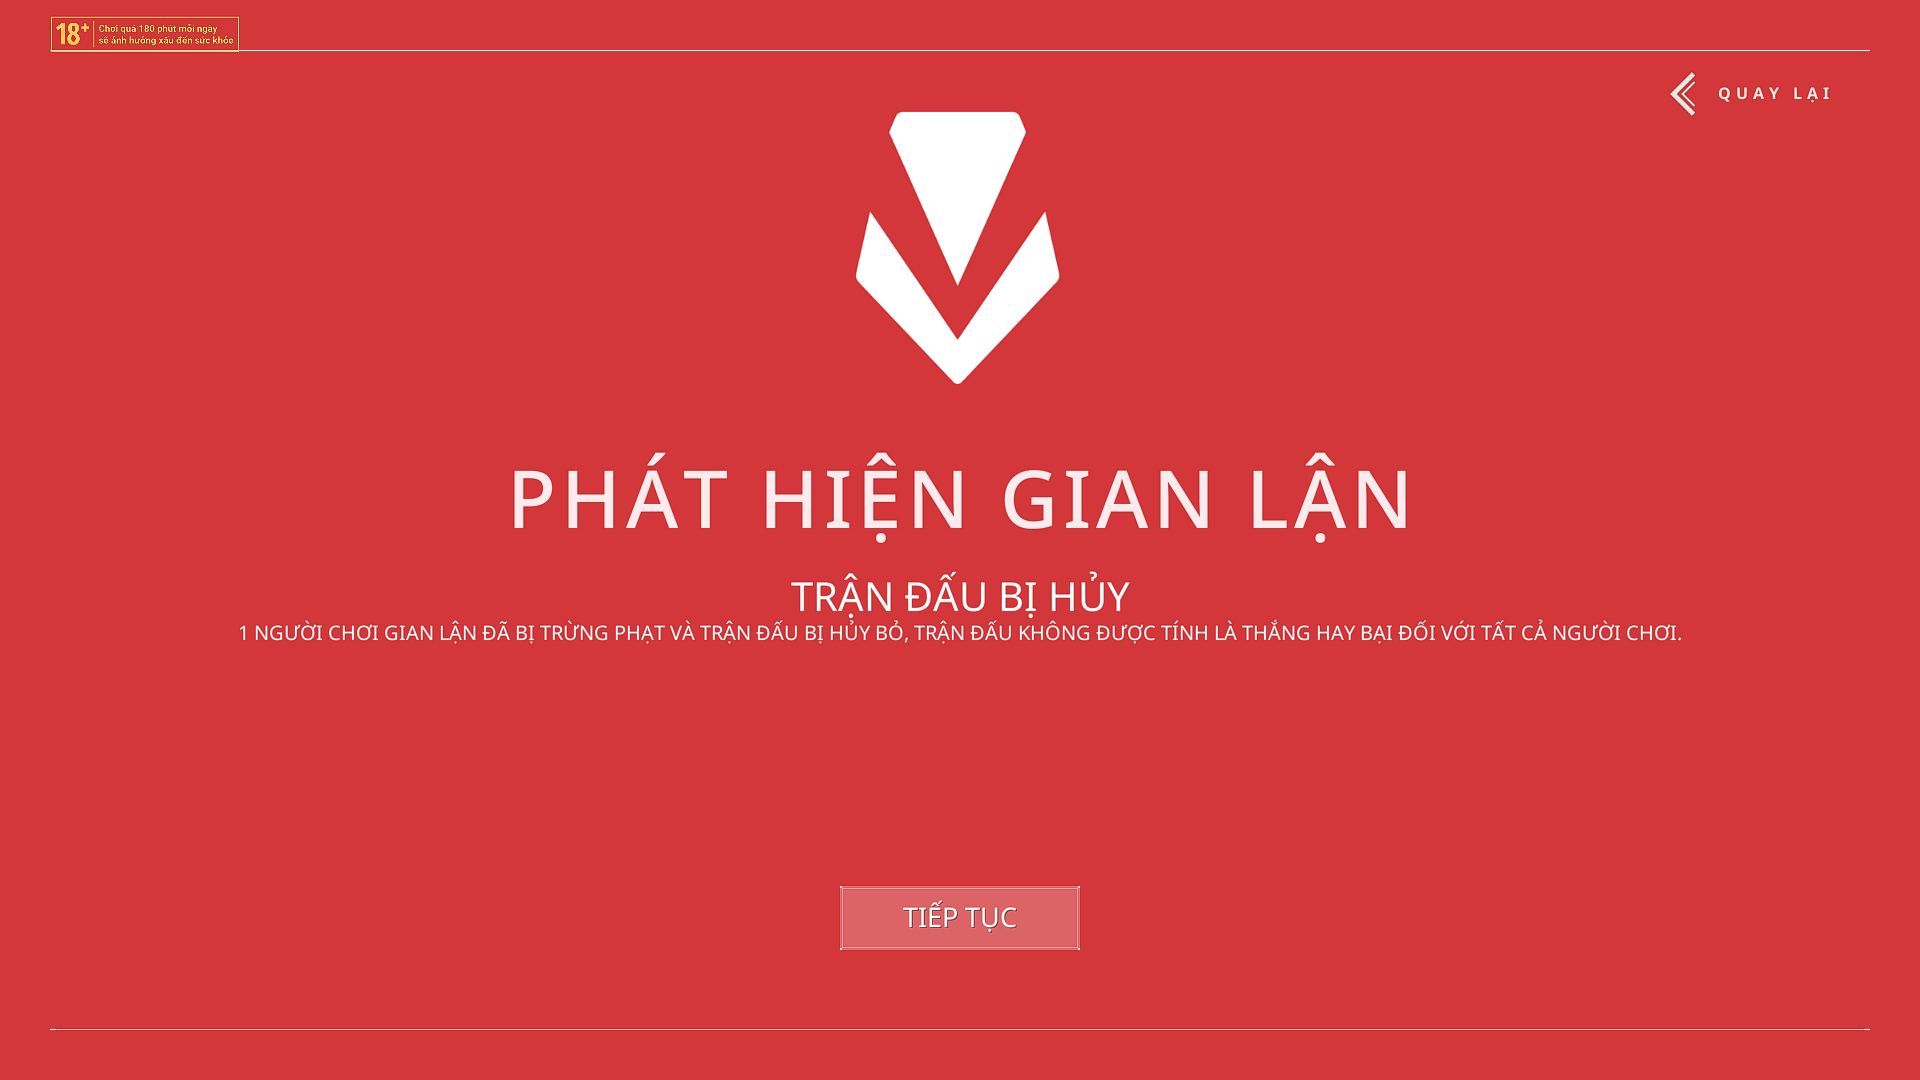 18+
Chơi quá 180 phút mỗi ngày
sẽ ảnh hưởng xấu đến sức khỏe
QUAY LẠI
PHÁT HIỆN GIAN LẬN
TRẬN ĐẤU BỊ HỦY
1 NGƯỜI CHƠI GIAN LẬN ĐÃ BỊ TRỪNG PHẠT VÀ TRẬN ĐẤU BỊ HỦY BỎ, TRẬN ĐẤU KHÔNG ĐƯỢC TÍNH LÀ THẮNG HAY BẠI ĐỐI VỚI TẤT CẢ NGƯỜI CHƠI.
TIẾP TỤC